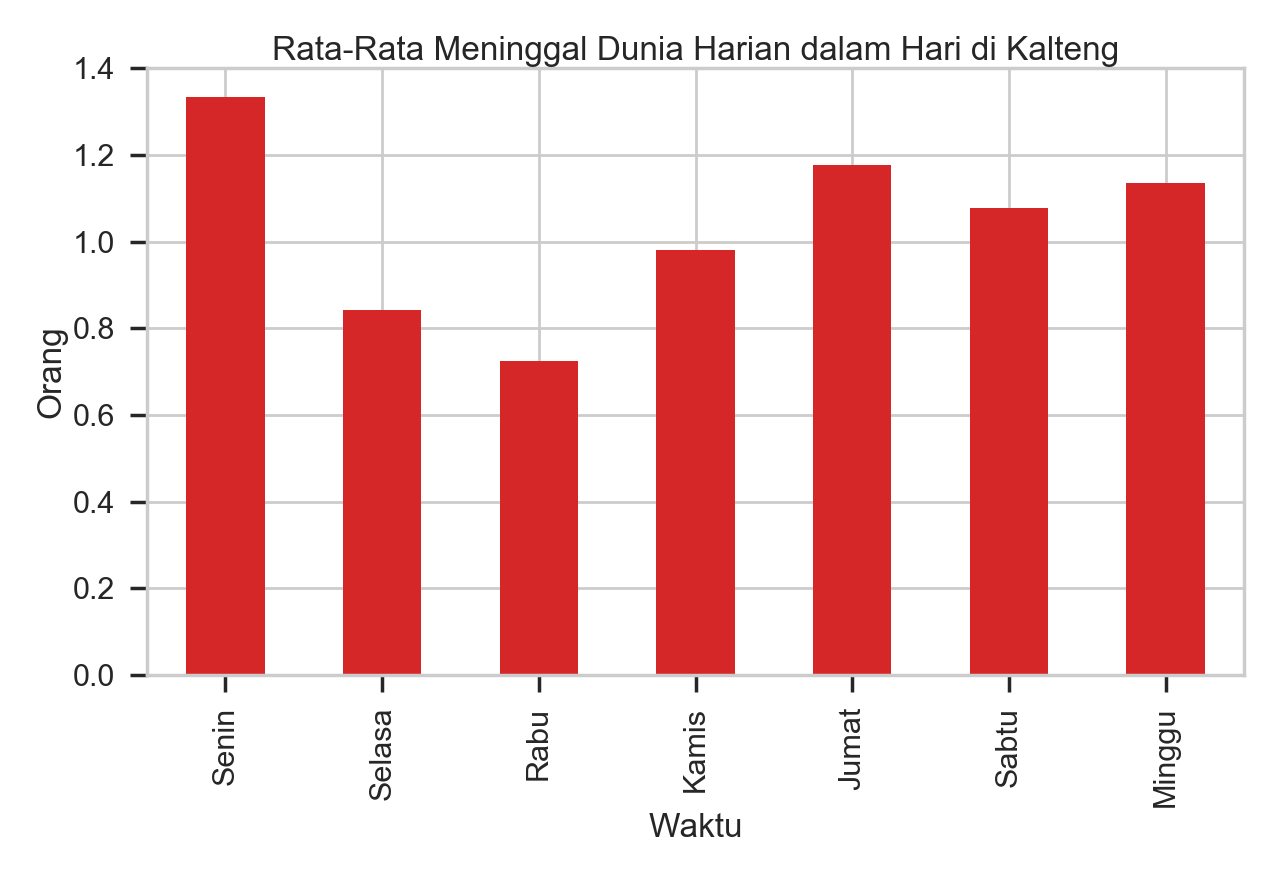 Rata-Rata Meninggal Dunia Harian dalam Hari di Kalteng
1.4
1.2
1.0
0.8
0.6
0.4
0.2
0.0
Orang
Senin
Selasa
Rabu
Kamis
Jumat
Sabtu
Minggu
Waktu